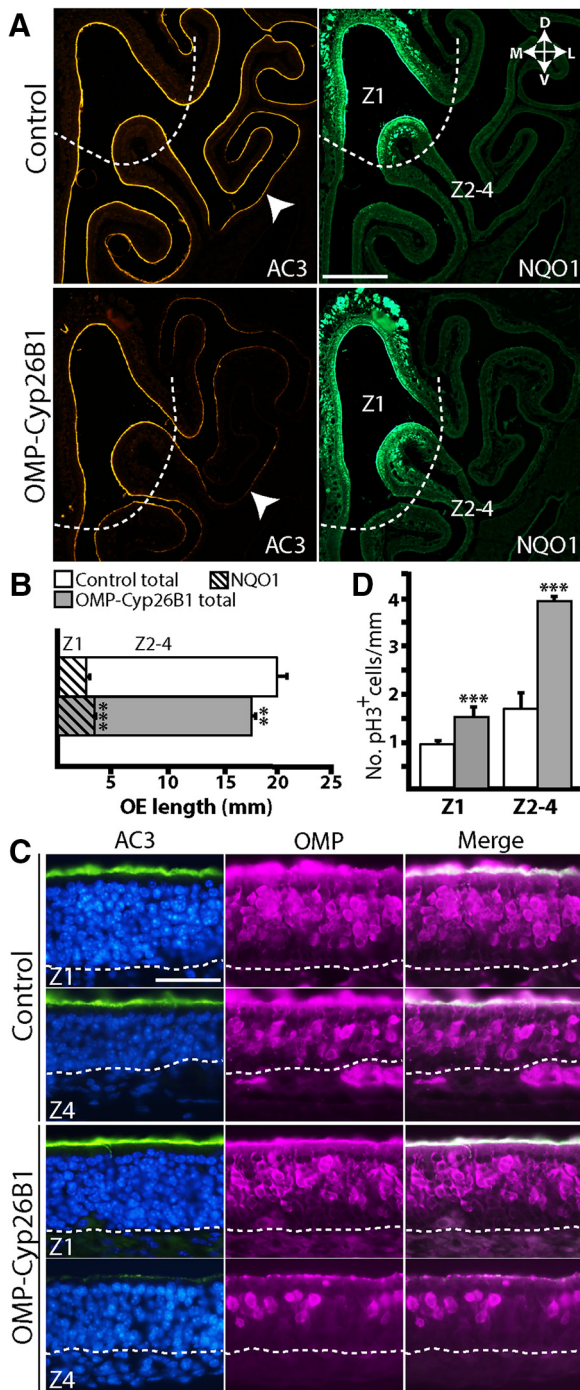 A
Control
OMP-Cyp26B1
AC3
Z1
Z2-4
NQO1
D
M
L
V
AC3
Z1
Z2-4
NQO1
B
Control total
NQO1
OMP-Cyp26B1 total
Z1
Z2-4
***
**
5
10
15
20
25
OE length (mm)
D
No. pH3+cells/mm
4
3
2
1
***
***
Z1
Z2-4
C
AC3
OMP
Merge
Control
Z1
Z4
OMP-Cyp26B1
Z1
Z4